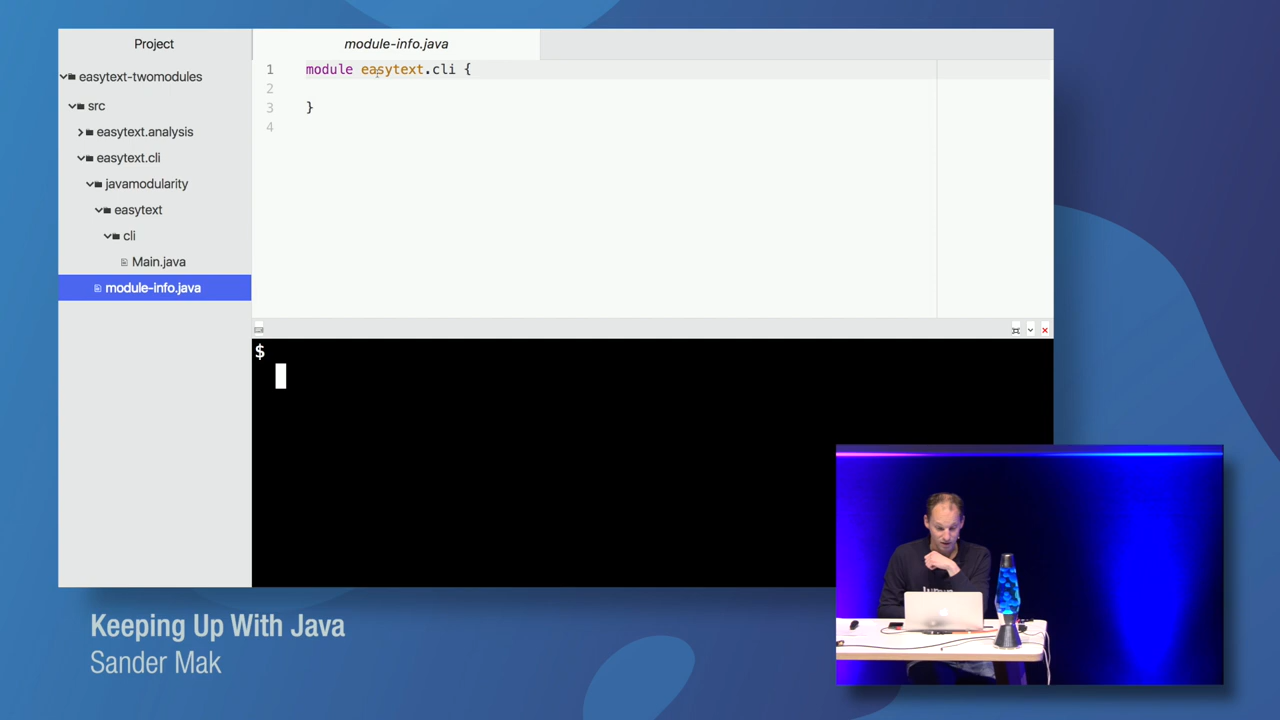 Project
easytext-twomodules
src
easytext.analysis
easytext.cli
javamodularity
easytext
cli
Main.java
module-info.java
module-info.java
1 module easytext.cli {
2
3 }
4
$
Keeping Up With Java
Sander Mak